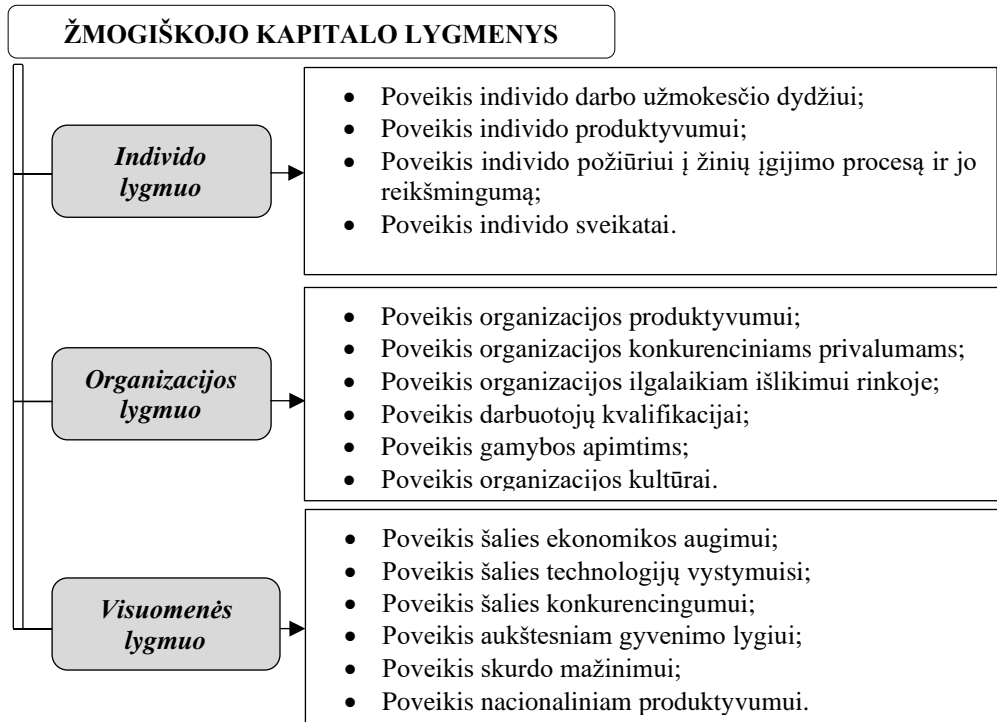 ŽMOGIŠKOJO KAPITALO LYGMENYS
Individo
lygmuo
• Poveikis individo darbo užmokesčio dydžiui;
• Poveikis individo produktyvumui;
• Poveikis individo požiūriui į žinių įgijimo procesą ir jo
reikšmingumą;
• Poveikis individo sveikatai.
Organizacijos
lygmuo
• Poveikis organizacijos produktyvumui;
• Poveikis organizacijos konkurenciniams privalumams;
• Poveikis organizacijos ilgalaikiam išlikimui rinkoje;
• Poveikis darbuotojų kvalifikacijai;
• Poveikis gamybos apimtims;
• Poveikis organizacijos kultūrai.
Visuomenės
lygmuo
• Poveikis šalies ekonomikos augimui;
• Poveikis šalies technologijų vystymuisi;
• Poveikis šalies konkurencingumui;
• Poveikis aukštesniam gyvenimo lygiui;
• Poveikis skurdo mažinimui;
• Poveikis nacionaliniam produktyvumui.